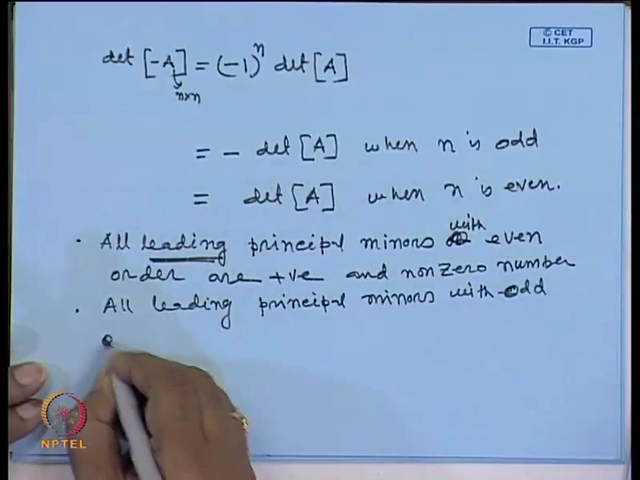 © CET
I.I.T. KGP
det [-A] = (-1)^n det [A]
n×n
= - det [A] when n is odd
= det [A] when n is even.
with
· All leading principal minors even
order are +ve and nonzero number
· All leading principal minors with odd
NPTEL